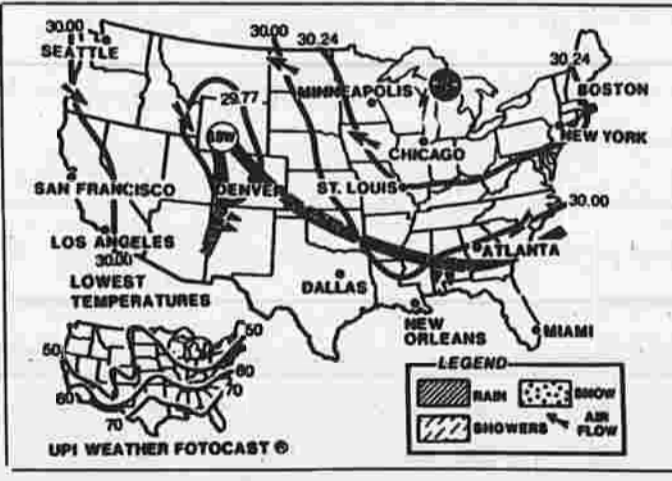 30.00
30.00
30.24
30.24
SEATTLE
29.77
MINNEAPOLIS
BOSTON
LOW
NEW YORK
CHICAGO
SAN FRANCISCO
DENVER
ST. LOUIS
30.00
LOS ANGELES
30.00
ATLANTA
LOWEST
TEMPERATURES
DALLAS
NEW
ORLEANS
MIAMI
50
50
60
60
70
70
UPI WEATHER FOTOCAST ®
LEGEND
RAIN
SNOW
SHOWERS
AIR
FLOW